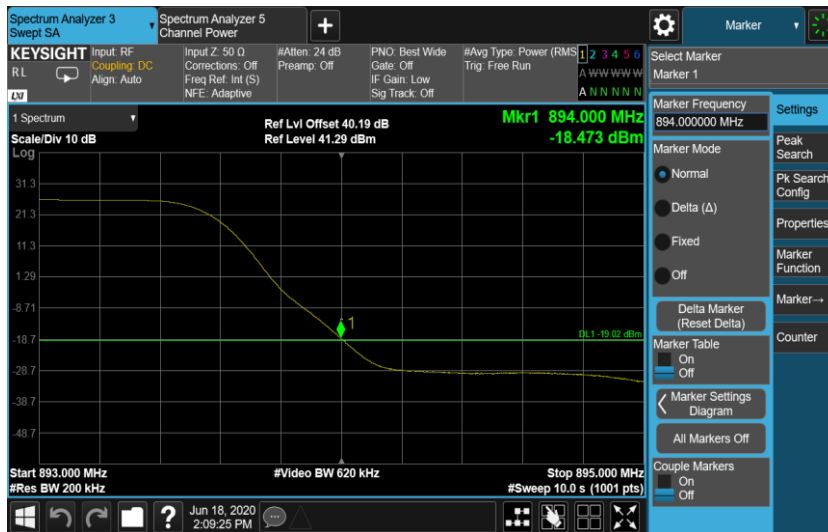 Spectrum Analyzer 3
Swept SA
Spectrum Analyzer 5
Channel Power
Marker
KEYSIGHT
RL
LXI
Input: RF
Coupling: DC
Align: Auto
Input Z: 50 Ω
Corrections: Off
Freq Ref: Int (S)
NFE: Adaptive
#Atten: 24 dB
Preamp: Off
PNO: Best Wide
Gate: Off
IF Gain: Low
Sig Track: Off
#Avg Type: Power (RMS
Trig: Free Run
1 2 3 4 5 6
A W W W W W
A N N N N N
Select Marker
Marker 1
1 Spectrum
Scale/Div 10 dB
Ref Lvl Offset 40.19 dB
Ref Level 41.29 dBm
Mkr1 894.000 MHz
-18.473 dBm
Log
31.3
21.3
11.3
1.29
-8.71
-18.7
-28.7
-38.7
-48.7
1
DL1 -19.02 dBm
Start 893.000 MHz
#Res BW 200 kHz
#Video BW 620 kHz
Stop 895.000 MHz
#Sweep 10.0 s (1001 pts)
Marker Frequency
894.000000 MHz
Marker Mode
Normal
Delta (Δ)
Fixed
Off
Delta Marker
(Reset Delta)
Marker Table
On
Off
Marker Settings
Diagram
All Markers Off
Couple Markers
On
Off
Settings
Peak
Search
Pk Search
Config
Properties
Marker
Function
Marker→
Counter
?
Jun 18, 2020
2:09:25 PM